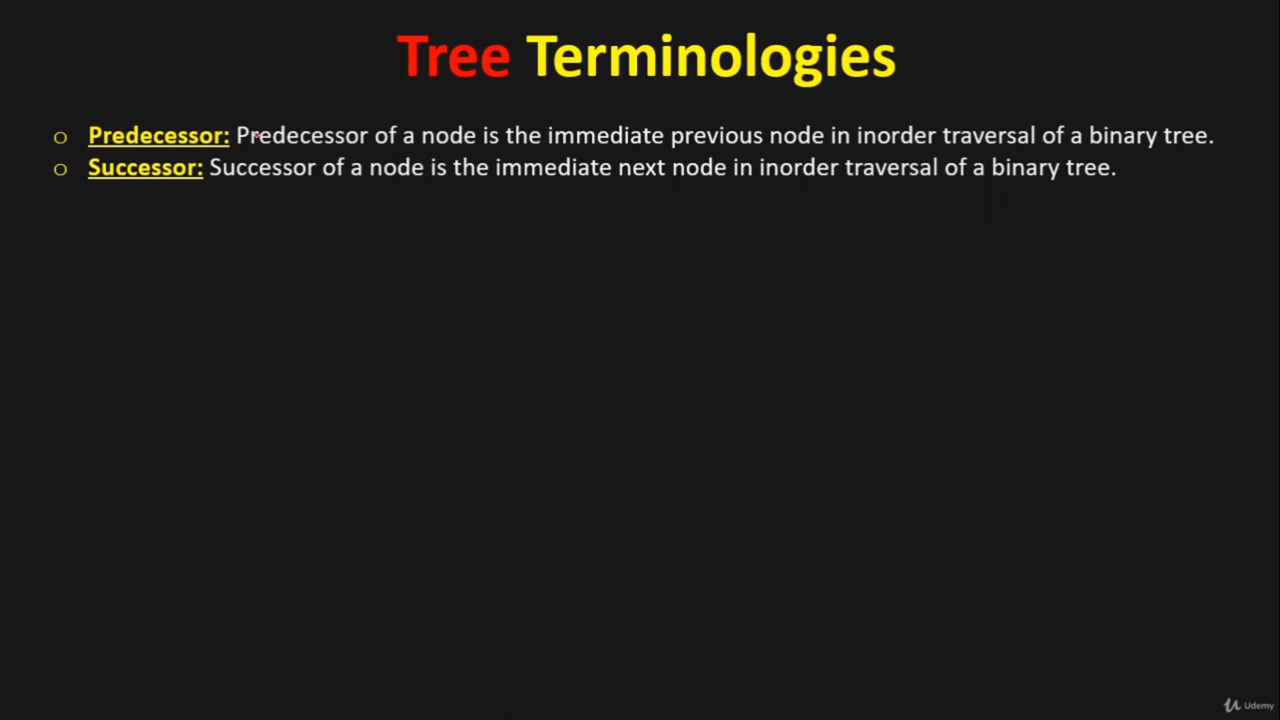 Tree Terminologies
o Predecessor: Predecessor of a node is the immediate previous node in inorder traversal of a binary tree.
o Successor: Successor of a node is the immediate next node in inorder traversal of a binary tree.
Udemy